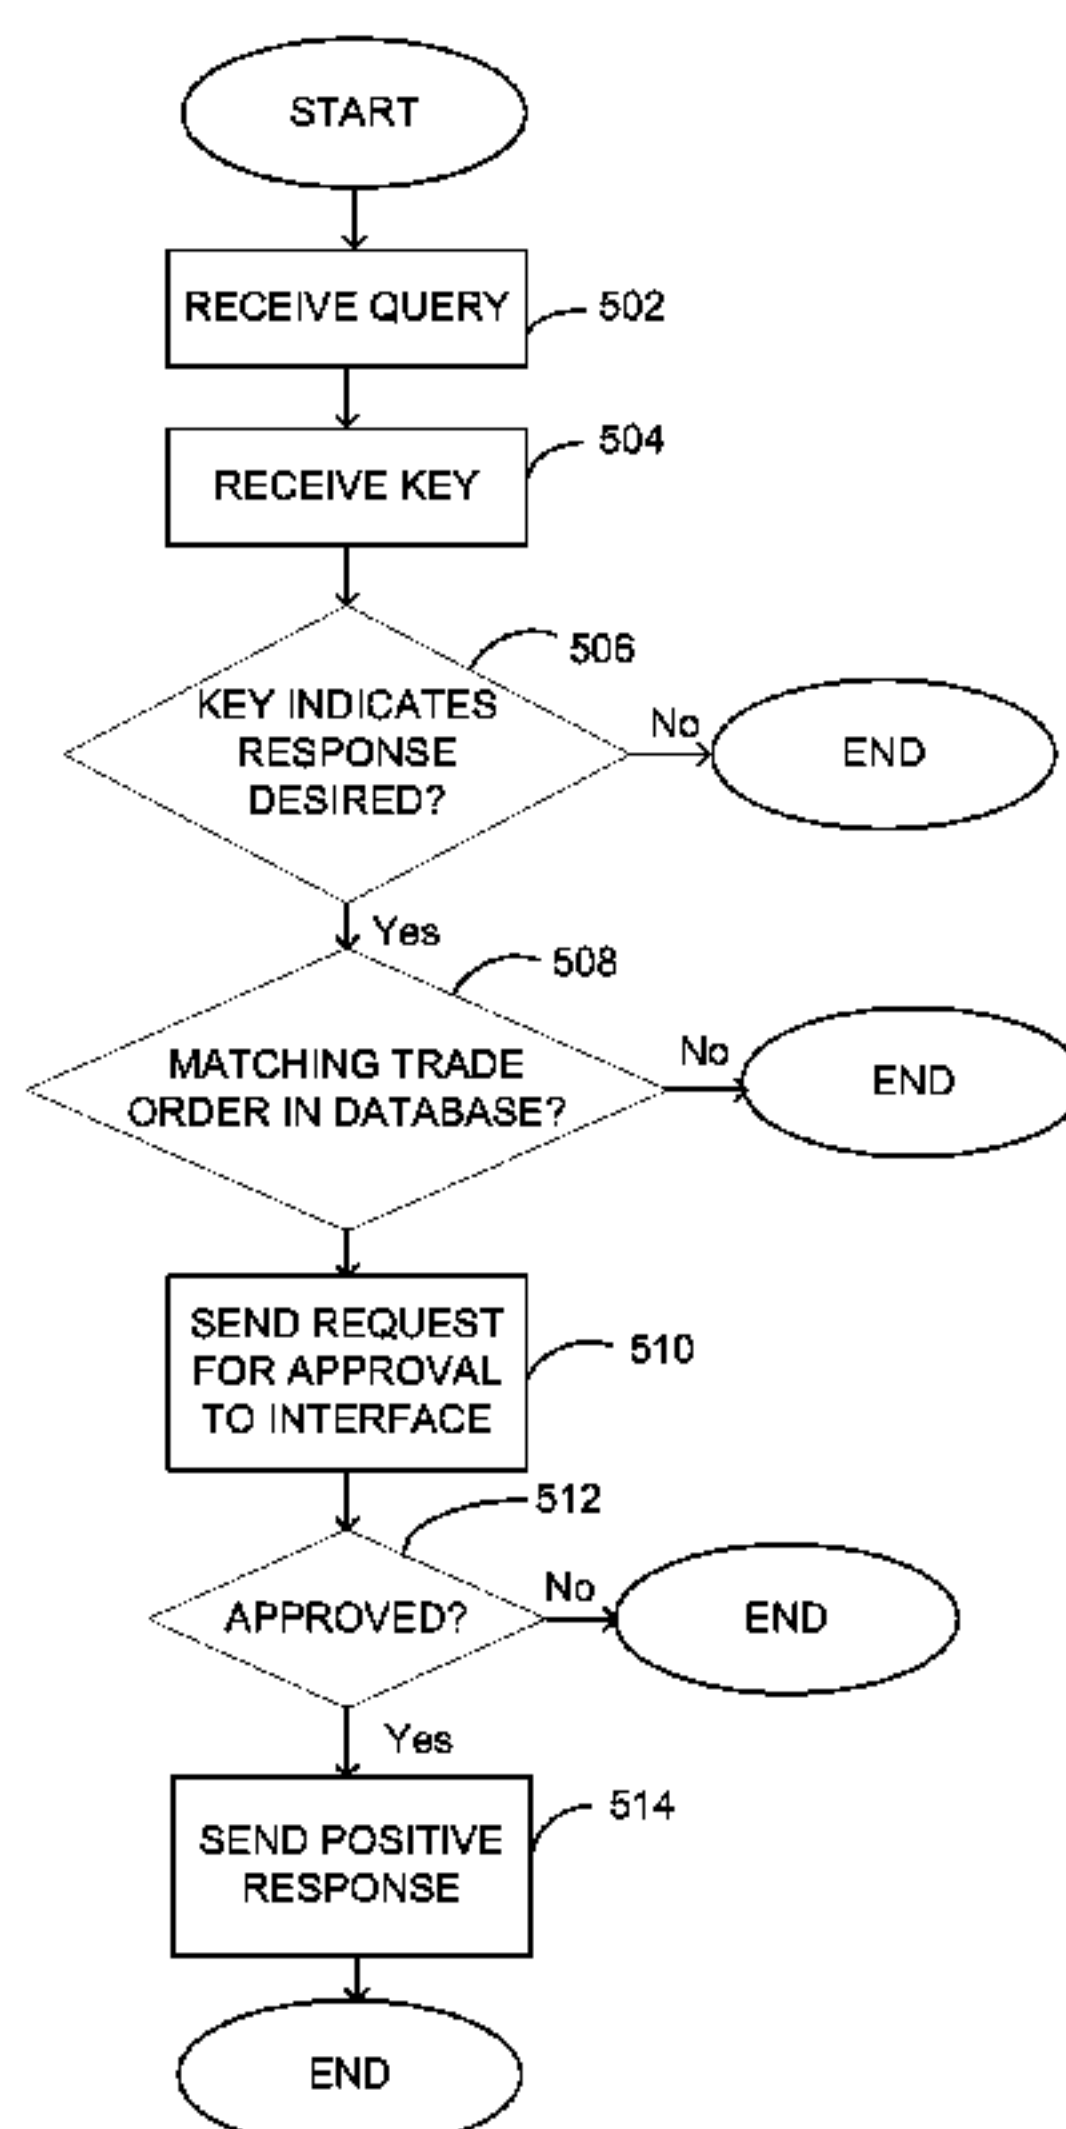 START
RECEIVE QUERY
502
RECEIVE KEY
504
506
KEY INDICATES
RESPONSE
DESIRED?
No
END
Yes
508
MATCHING TRADE
ORDER IN DATABASE?
No
END
SEND REQUEST
FOR APPROVAL
TO INTERFACE
510
512
APPROVED?
No
END
Yes
514
SEND POSITIVE
RESPONSE
END